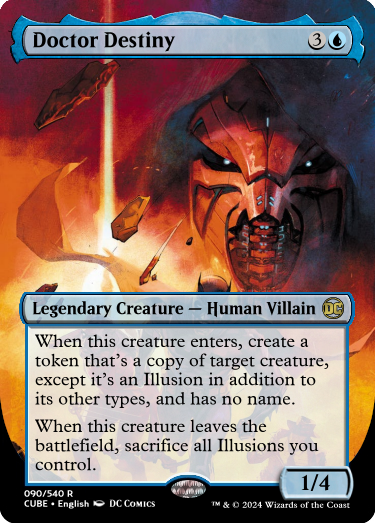 Doctor Destiny 3
Legendary Creature — Human Villain DC
When this creature enters, create a
token that's a copy of target creature,
except it's an Illusion in addition to
its other types, and has no name.
When this creature leaves the
battlefield, sacrifice all Illusions you
control.
1/4
090/540 R
CUBE • English DC COMICS
™ & © 2024 Wizards of the Coast